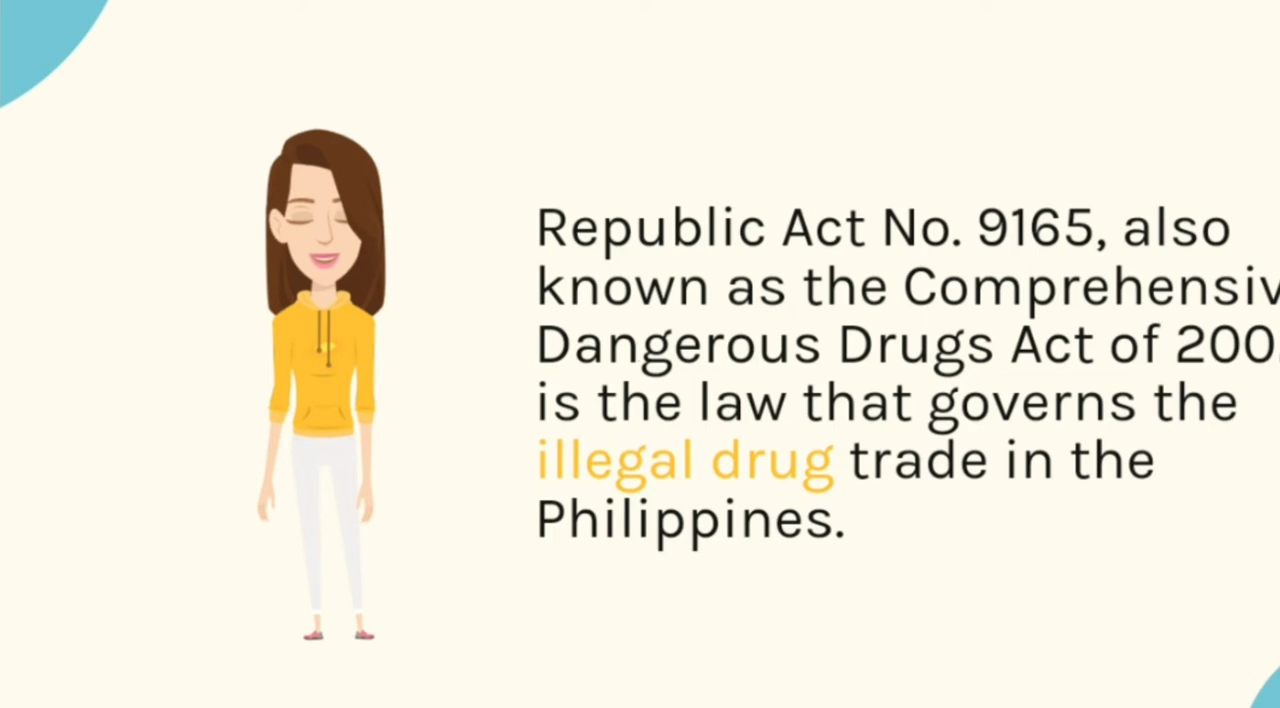 Republic Act No. 9165, also
known as the Comprehensiv
Dangerous Drugs Act of 200
is the law that governs the
illegal drug trade in the
Philippines.